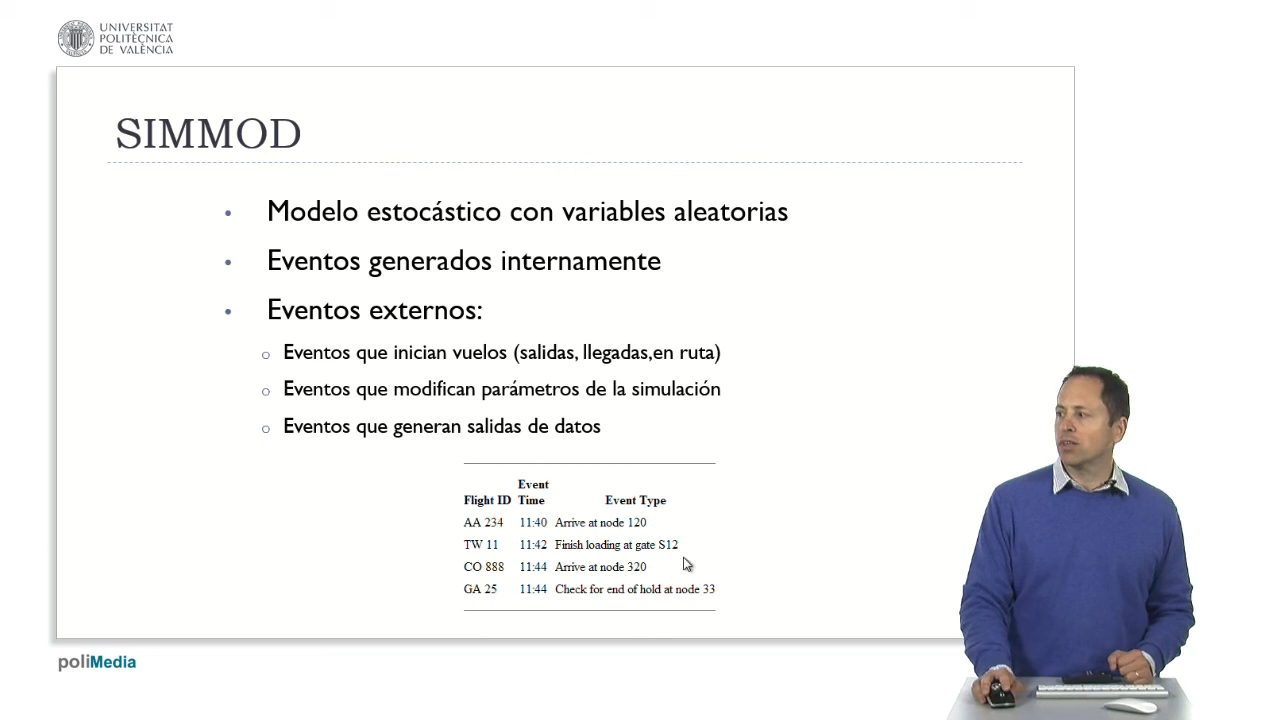 UNIVERSITAT
POLITÈCNICA
DE VALÈNCIA
SIMMOD
• Modelo estocástico con variables aleatorias
• Eventos generados internamente
• Eventos externos:
o Eventos que inician vuelos (salidas, llegadas,en ruta)
o Eventos que modifican parámetros de la simulación
o Eventos que generan salidas de datos
Flight ID Event Time Event Type
AA 234 11:40 Arrive at node 120
TW 11 11:42 Finish loading at gate S12
CO 888 11:44 Arrive at node 320
GA 25 11:44 Check for end of hold at node 33
poliMedia